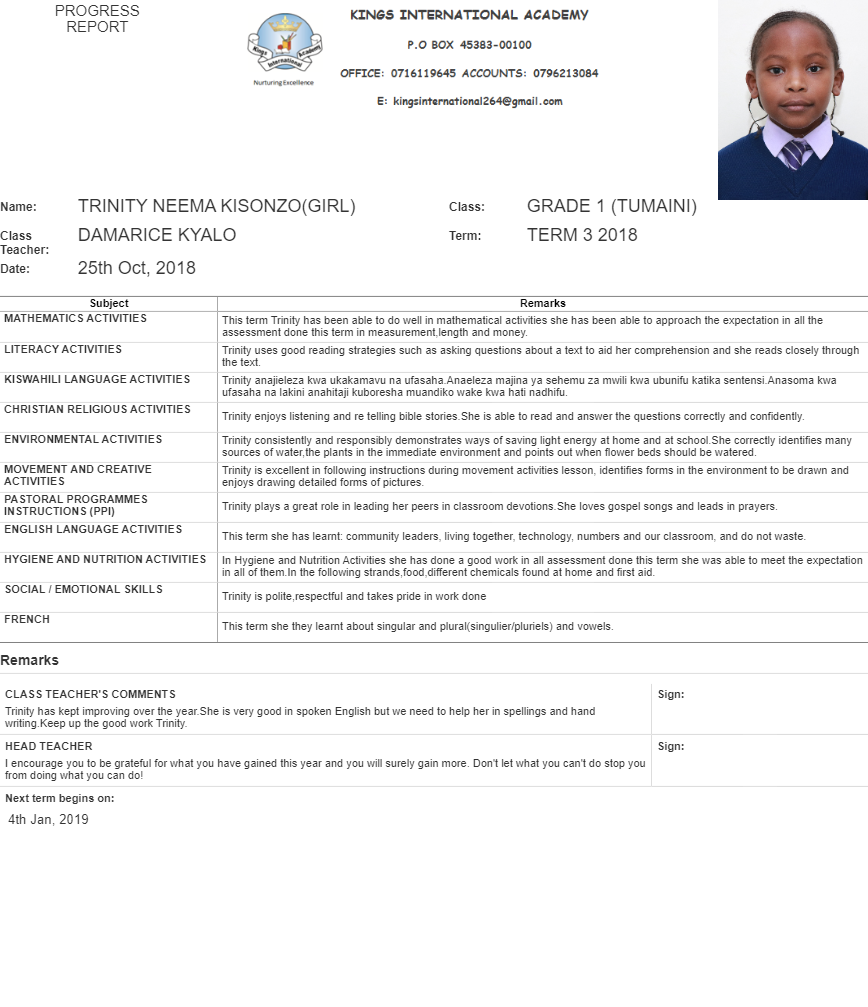 PROGRESS
REPORT
KINGS INTERNATIONAL ACADEMY
P.O BOX 45383-00100
OFFICE: 0716119645 ACCOUNTS: 0796213084
E: kingsinternational264@gmail.com
Kings International Academy
Nurturing Excellence
Name: TRINITY NEEMA KISONZO(GIRL) Class: GRADE 1 (TUMAINI)
Class Teacher: DAMARICE KYALO Term: TERM 3 2018
Date: 25th Oct, 2018
Subject Remarks
MATHEMATICS ACTIVITIES
This term Trinity has been able to do well in mathematical activities she has been able to approach the expectation in all the
assessment done this term in measurement,length and money.
LITERACY ACTIVITIES
Trinity uses good reading strategies such as asking questions about a text to aid her comprehension and she reads closely through
the text.
KISWAHILI LANGUAGE ACTIVITIES
Trinity anajieleza kwa ukakamavu na ufasaha.Anaeleza majina ya sehemu za mwili kwa ubunifu katika sentensi.Anasoma kwa
ufasaha na lakini anahitaji kuboresha muandiko wake kwa hati nadhifu.
CHRISTIAN RELIGIOUS ACTIVITIES
Trinity enjoys listening and re telling bible stories.She is able to read and answer the questions correctly and confidently.
ENVIRONMENTAL ACTIVITIES
Trinity consistently and responsibly demonstrates ways of saving light energy at home and at school.She correctly identifies many
sources of water,the plants in the immediate environment and points out when flower beds should be watered.
MOVEMENT AND CREATIVE
ACTIVITIES
Trinity is excellent in following instructions during movement activities lesson, identifies forms in the environment to be drawn and
enjoys drawing detailed forms of pictures.
PASTORAL PROGRAMMES
INSTRUCTIONS (PPI)
Trinity plays a great role in leading her peers in classroom devotions.She loves gospel songs and leads in prayers.
ENGLISH LANGUAGE ACTIVITIES
This term she has learnt: community leaders, living together, technology, numbers and our classroom, and do not waste.
HYGIENE AND NUTRITION ACTIVITIES
In Hygiene and Nutrition Activities she has done a good work in all assessment done this term she was able to meet the expectation
in all of them.In the following strands,food,different chemicals found at home and first aid.
SOCIAL / EMOTIONAL SKILLS
Trinity is polite,respectful and takes pride in work done
FRENCH
This term she they learnt about singular and plural(singulier/pluriels) and vowels.
Remarks
CLASS TEACHER'S COMMENTS
Trinity has kept improving over the year.She is very good in spoken English but we need to help her in spellings and hand
writing.Keep up the good work Trinity.
Sign:
HEAD TEACHER
I encourage you to be grateful for what you have gained this year and you will surely gain more. Don't let what you can't do stop you
from doing what you can do!
Sign:
Next term begins on:
4th Jan, 2019